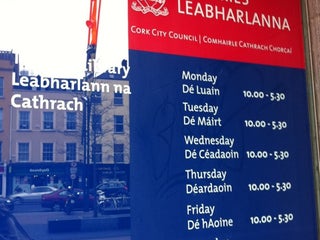 LEABHARLANNA
CORK CITY COUNCIL | COMHAIRLE CATHRACH CHORCAÍ
Library
Leabharlann na
Cathrach
Monday
Dé Luain 10.00 - 5.30
Tuesday
Dé Máirt 10.00 - 5.30
Wednesday
Dé Céadaoin 10.00 - 5.30
Thursday
Déardaoin 10.00 - 5.30
Friday
Dé hAoine 10.00 - 5.30